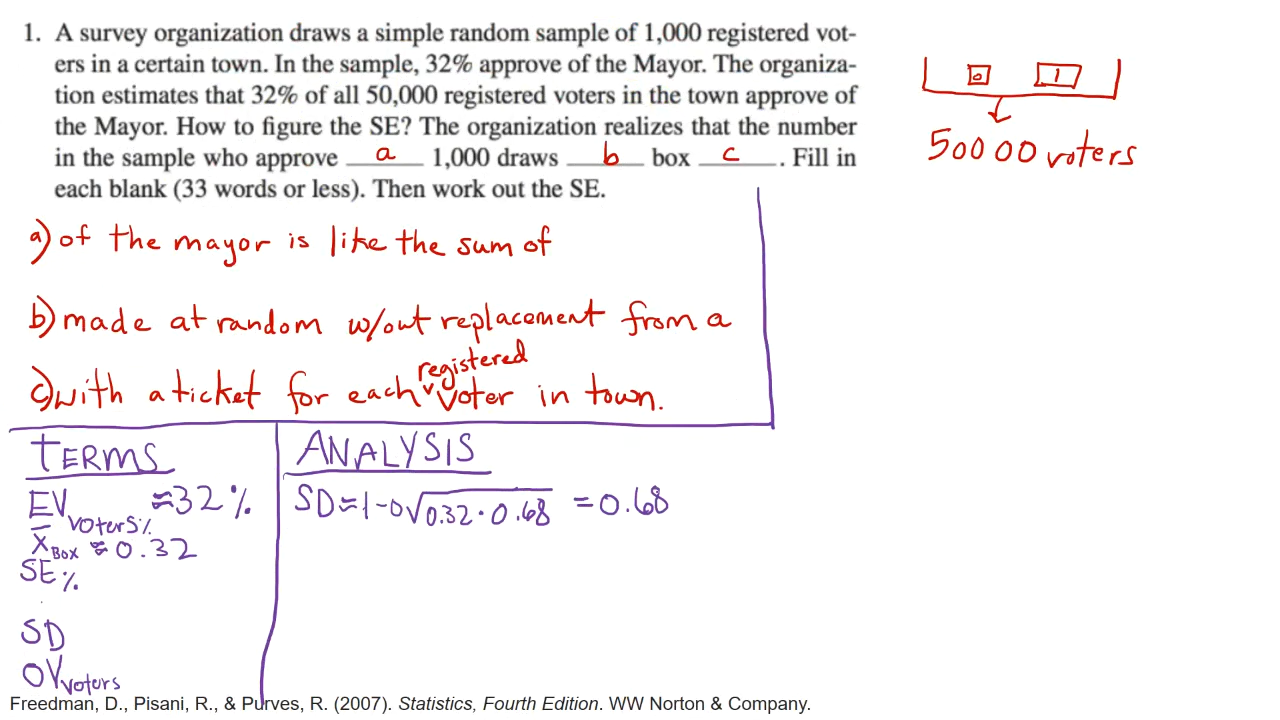 1. A survey organization draws a simple random sample of 1,000 registered vot-
ers in a certain town. In the sample, 32% approve of the Mayor. The organiza-
tion estimates that 32% of all 50,000 registered voters in the town approve of
the Mayor. How to figure the SE? The organization realizes that the number
in the sample who approve a 1,000 draws b box c . Fill in
each blank (33 words or less). Then work out the SE.
0 1
50000 voters
a) of the mayor is like the sum of
b) made at random w/out replacement from a
registered
c) with a ticket for each voter in town.
TERMS
EV voters% ≈ 32%
x̄ Box ≈ 0.32
SE%
SD
OV voters
ANALYSIS
SD ≈ 1-0√0.32·0.68 = 0.68
Freedman, D., Pisani, R., & Purves, R. (2007). Statistics, Fourth Edition. WW Norton & Company.